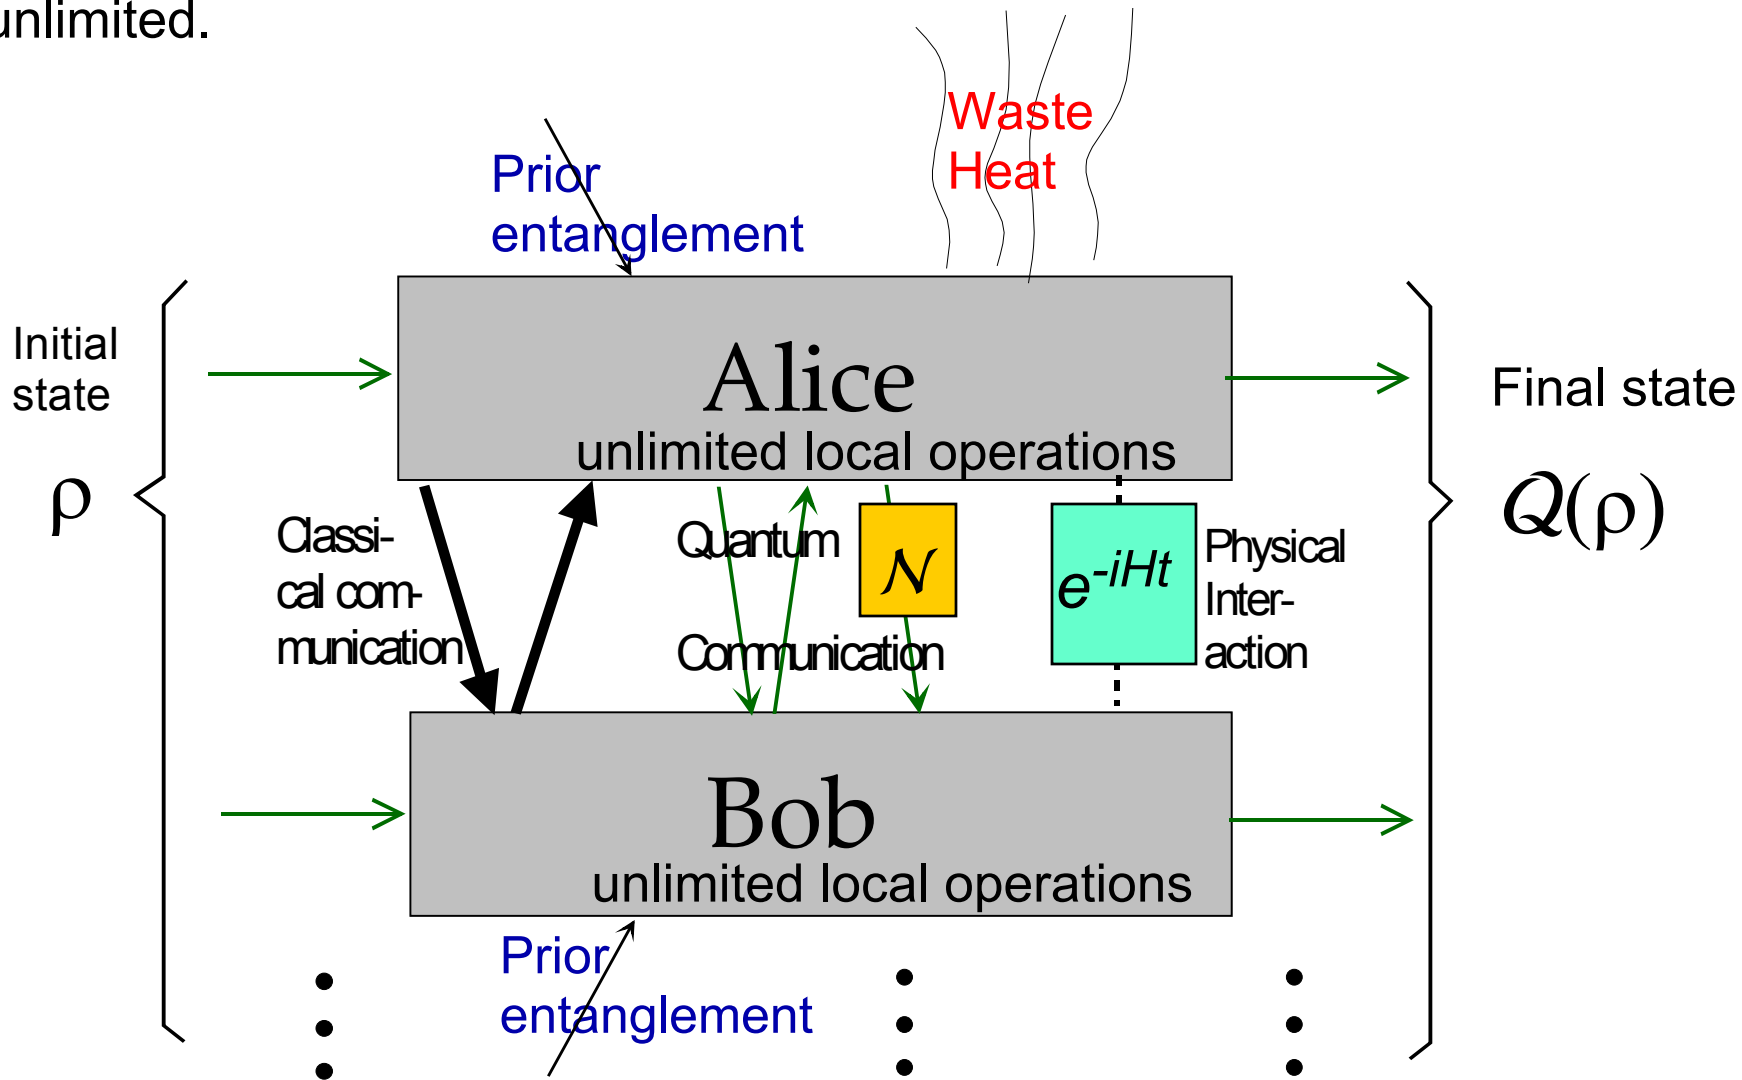 unlimited.
Waste
Heat
Prior
entanglement
Initial
state
ρ
Alice
unlimited local operations
Final state
Q(ρ)
Classi-
cal com-
munication
Quantum
Communication
N
e-iHt
Physical
Inter-
action
Bob
unlimited local operations
Prior
entanglement